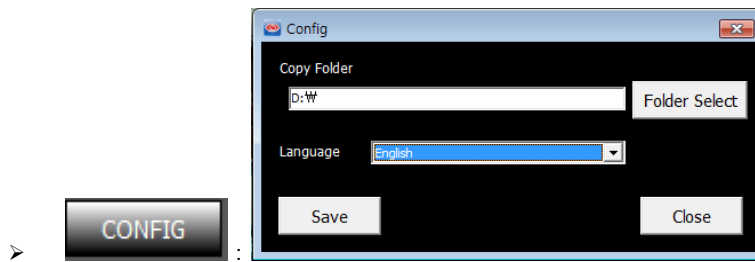 Config
Copy Folder
D:₩
Folder Select
Language English
Save Close
➢ CONFIG :